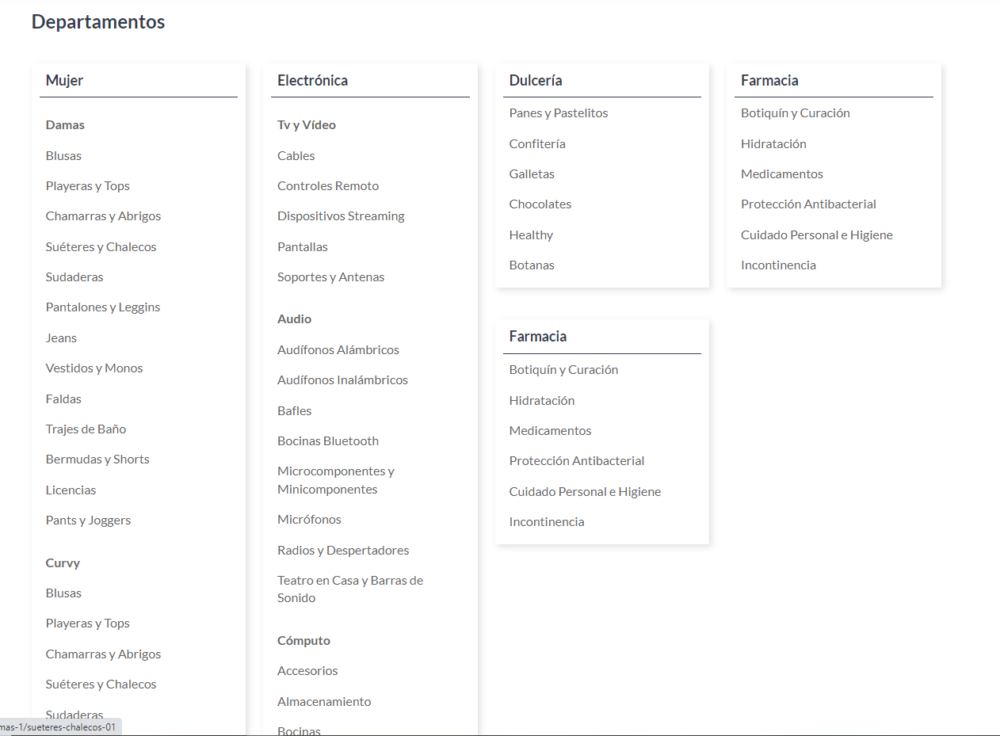 Departamentos
Mujer
Damas
Blusas
Playeras y Tops
Chamarras y Abrigos
Suéteres y Chalecos
Sudaderas
Pantalones y Leggins
Jeans
Vestidos y Monos
Faldas
Trajes de Baño
Bermudas y Shorts
Licencias
Pants y Joggers
Curvy
Blusas
Playeras y Tops
Chamarras y Abrigos
Suéteres y Chalecos
Sudaderas
mas-1/sueteres-chalecos-01
Electrónica
Tv y Vídeo
Cables
Controles Remoto
Dispositivos Streaming
Pantallas
Soportes y Antenas
Audio
Audífonos Alámbricos
Audífonos Inalámbricos
Bafles
Bocinas Bluetooth
Microcomponentes y
Minicomponentes
Micrófonos
Radios y Despertadores
Teatro en Casa y Barras de
Sonido
Cómputo
Accesorios
Almacenamiento
Bocinas
Dulcería
Panes y Pastelitos
Confitería
Galletas
Chocolates
Healthy
Botanas
Farmacia
Botiquín y Curación
Hidratación
Medicamentos
Protección Antibacterial
Cuidado Personal e Higiene
Incontinencia
Farmacia
Botiquín y Curación
Hidratación
Medicamentos
Protección Antibacterial
Cuidado Personal e Higiene
Incontinencia